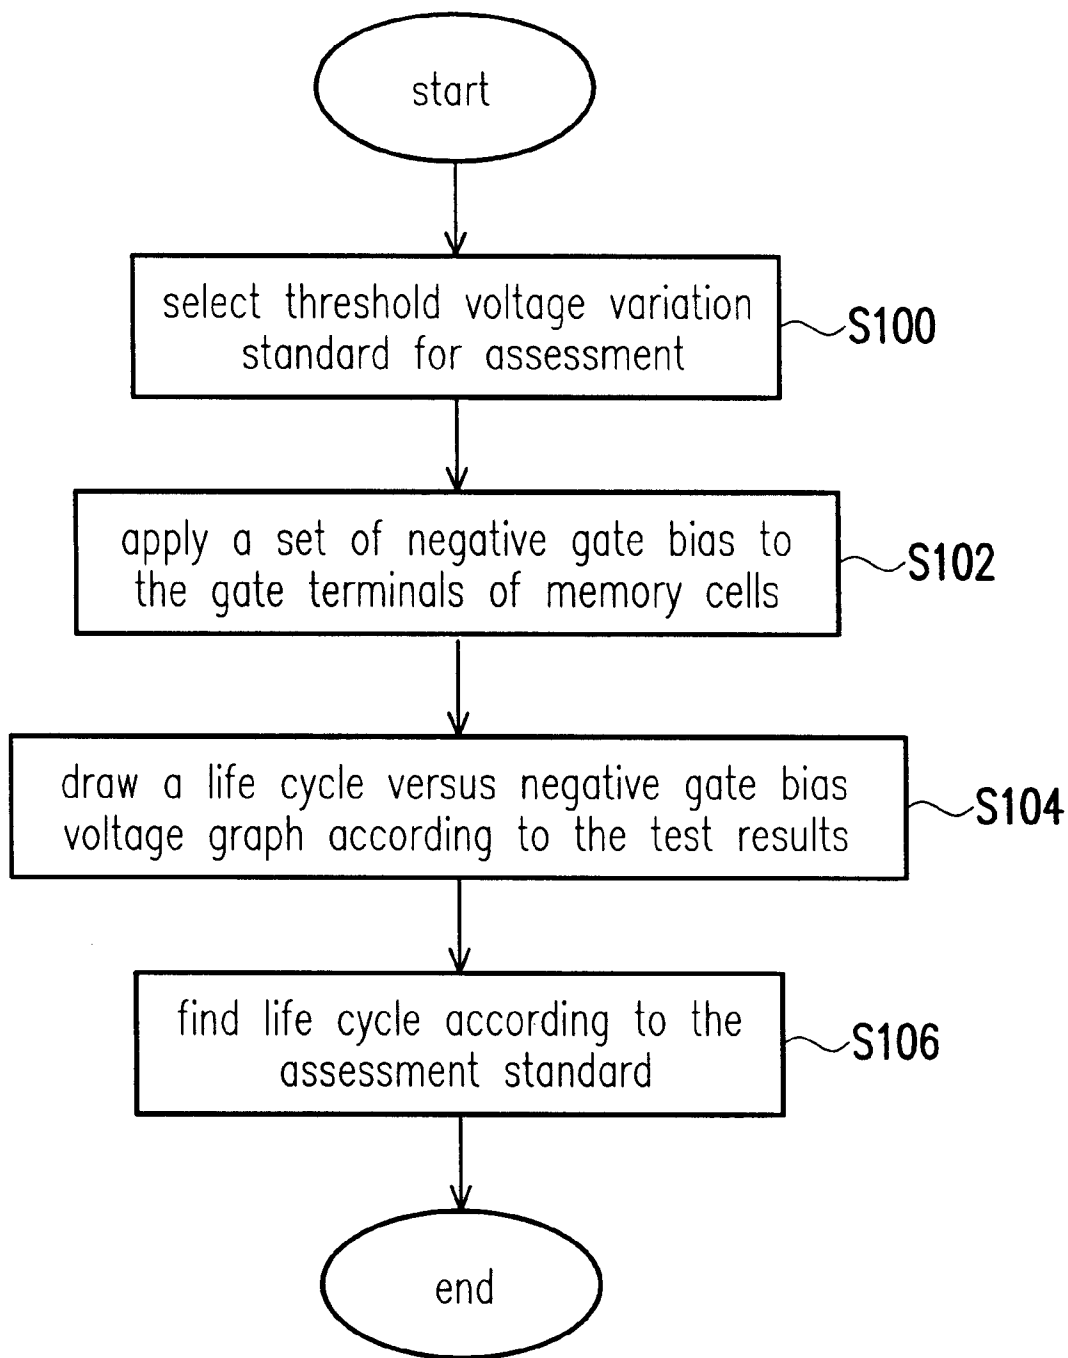 start
select threshold voltage variation
standard for assessment
S100
apply a set of negative gate bias to
the gate terminals of memory cells
S102
draw a life cycle versus negative gate bias
voltage graph according to the test results
S104
find life cycle according to the
assessment standard
S106
end